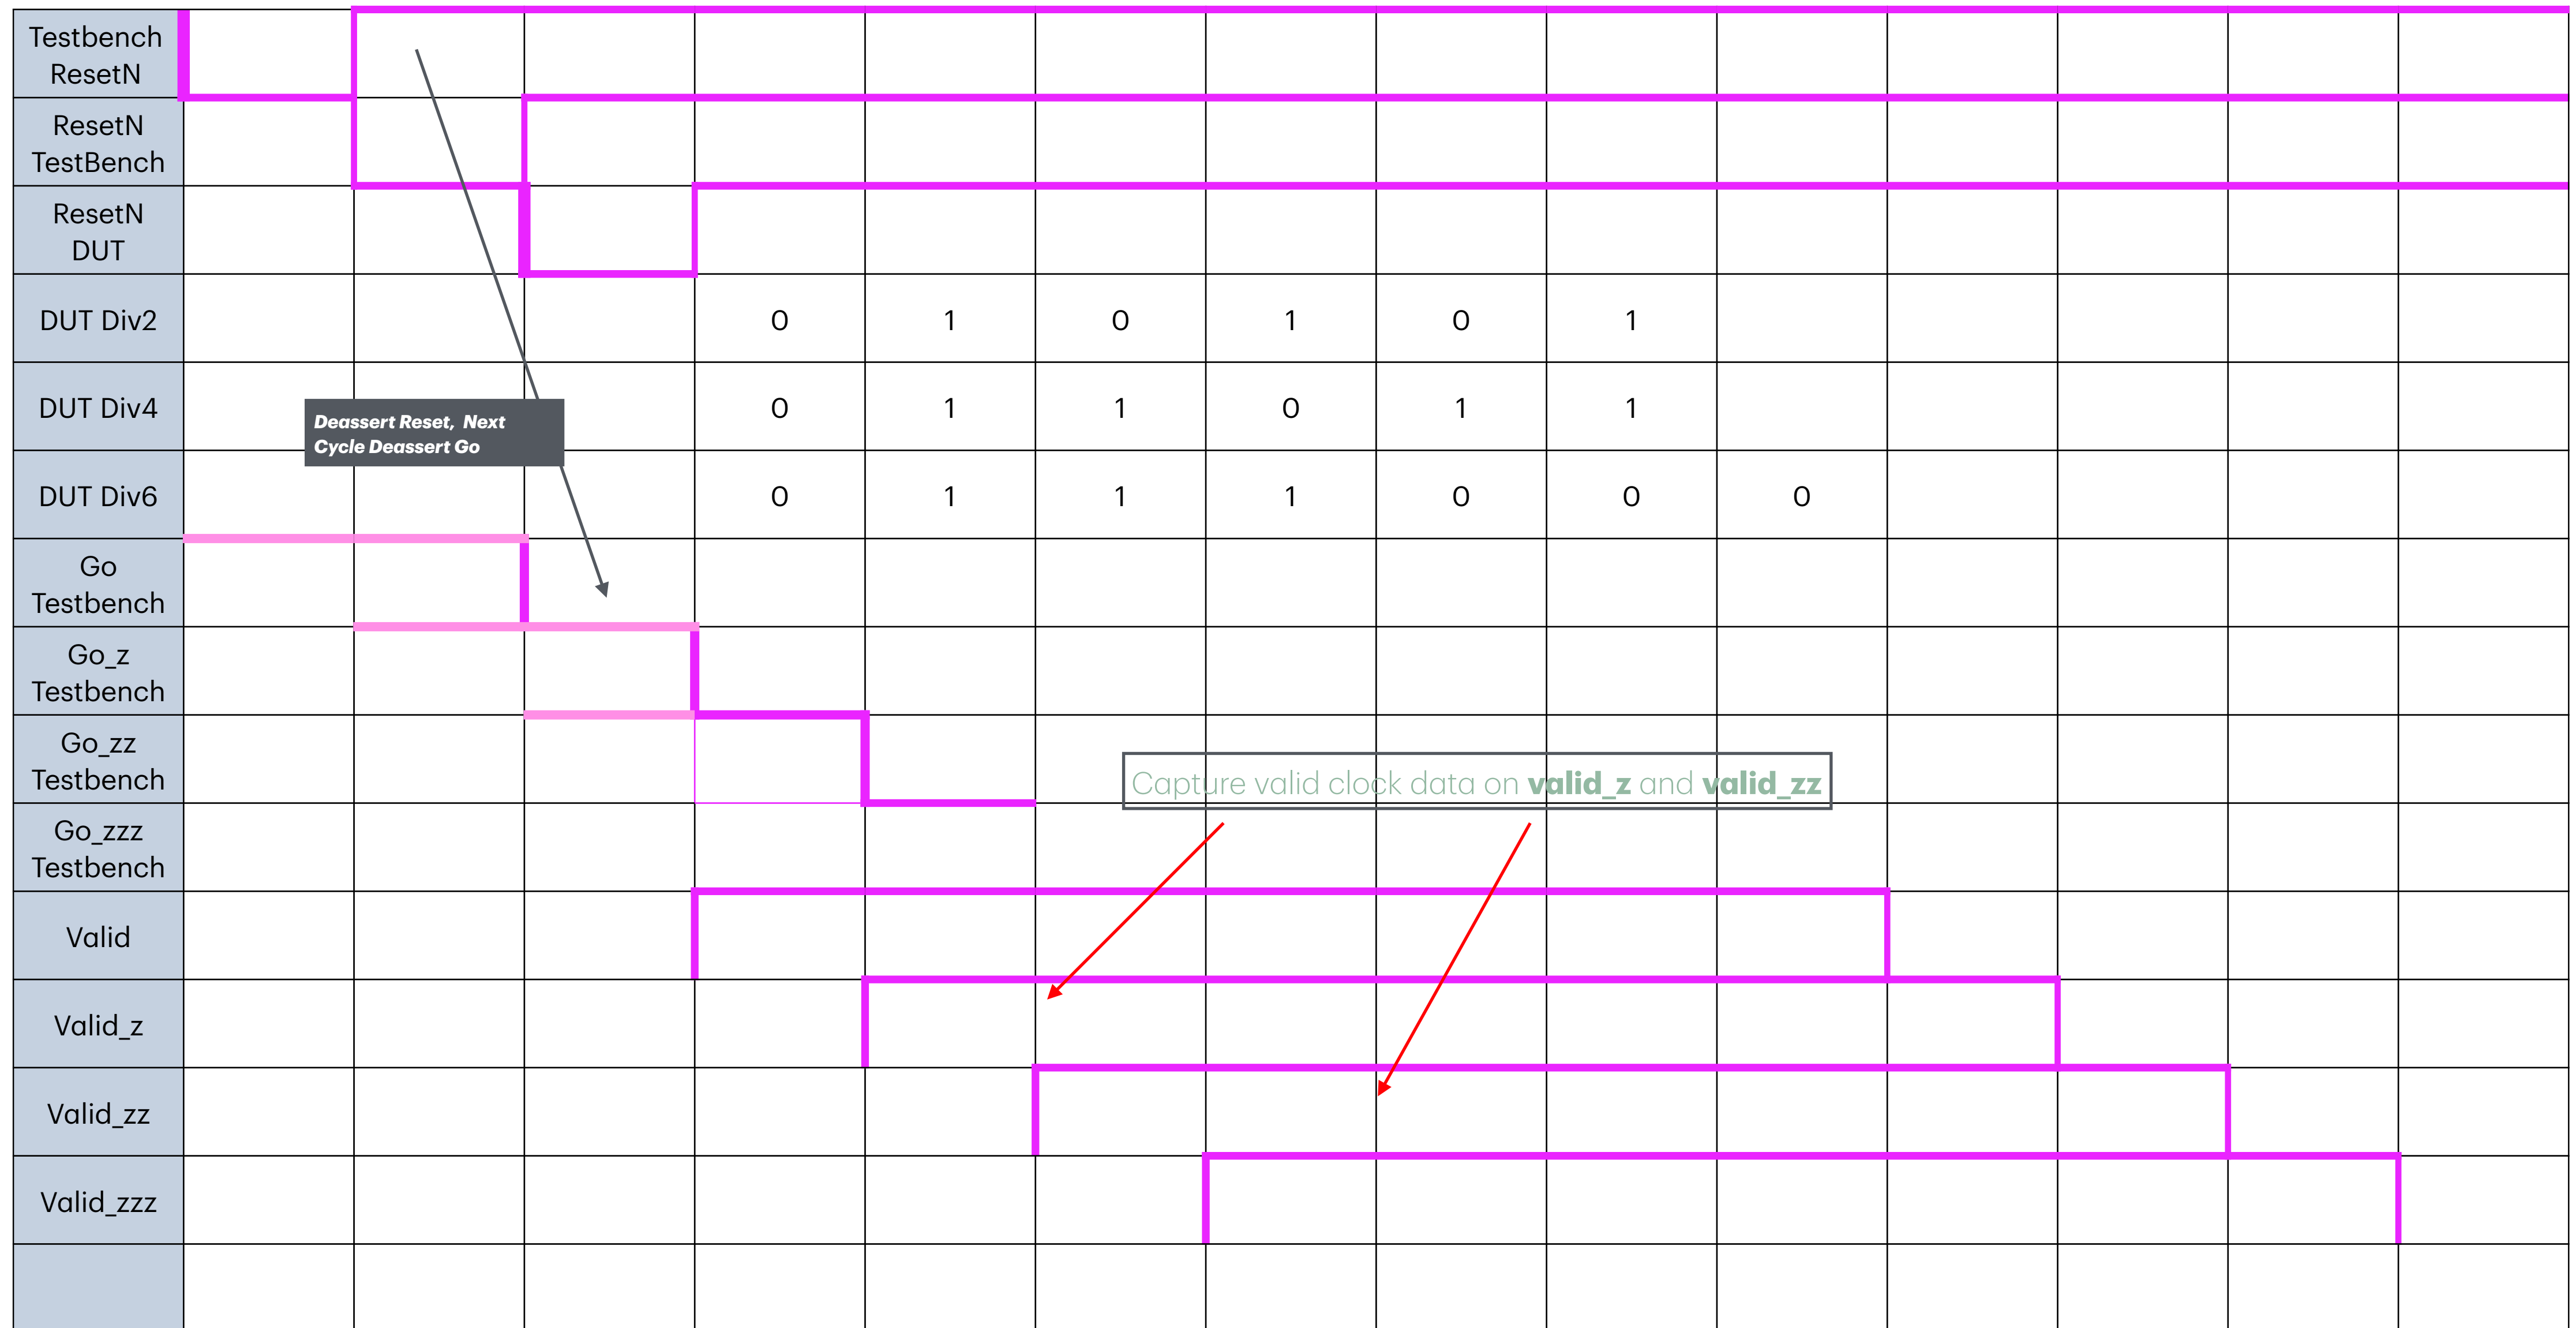 Testbench
ResetN
ResetN
TestBench
ResetN
DUT
DUT Div2 0 1 0 1 0 1
DUT Div4 0 1 1 0 1 1
Deassert Reset,  Next
Cycle Deassert Go
DUT Div6 0 1 1 1 0 0 0
Go
Testbench
Go_z
Testbench
Go_zz
Testbench
Capture valid clock data on valid_z and valid_zz
Go_zzz
Testbench
Valid
Valid_z
Valid_zz
Valid_zzz